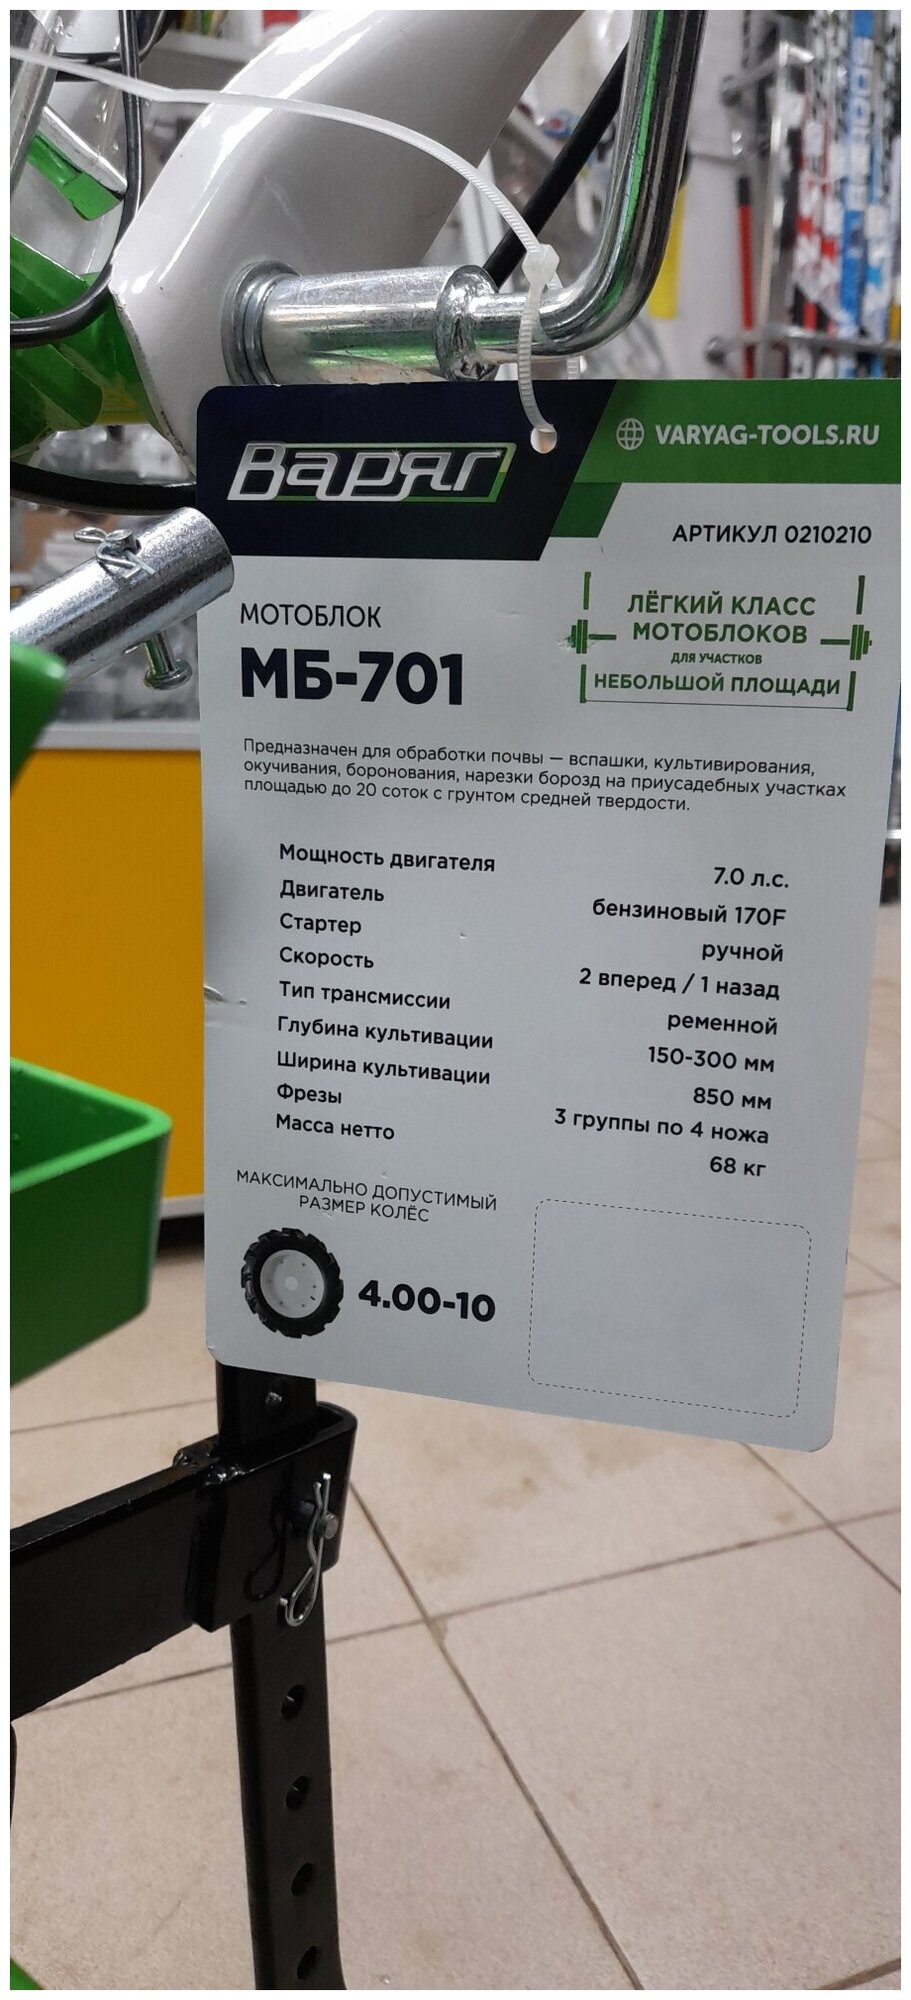 Варяг
VARYAG-TOOLS.RU
АРТИКУЛ 0210210
МОТОБЛОК
МБ-701
ЛЁГКИЙ КЛАСС
МОТОБЛОКОВ
ДЛЯ УЧАСТКОВ
НЕБОЛЬШОЙ ПЛОЩАДИ
Предназначен для обработки почвы — вспашки, культивирования,
окучивания, боронования, нарезки борозд на приусадебных участках
площадью до 20 соток с грунтом средней твердости.
Мощность двигателя 7.0 л.с.
Двигатель бензиновый 170F
Стартер ручной
Скорость 2 вперед / 1 назад
Тип трансмиссии ременной
Глубина культивации 150-300 мм
Ширина культивации 850 мм
Фрезы 3 группы по 4 ножа
Масса нетто 68 кг
МАКСИМАЛЬНО ДОПУСТИМЫЙ
РАЗМЕР КОЛЁС
4.00-10